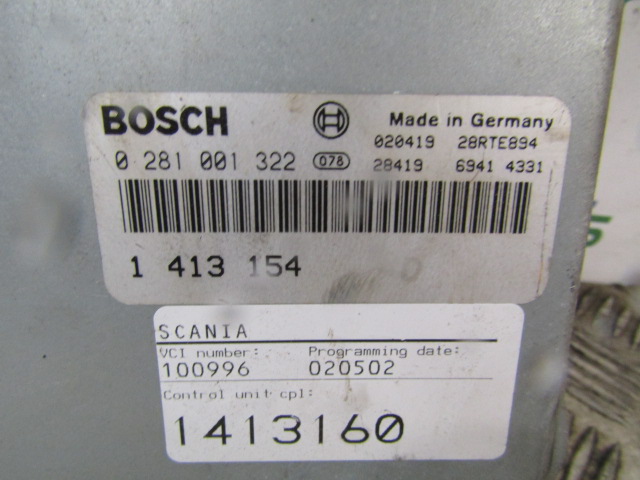 BOSCH
Made in Germany
020419 28RTE894
0 281 001 322 078 28419 6941 4331
1 413 154
SCANIA
VCI number: Programming date:
100996 020502
Control unit cpl:
1413160